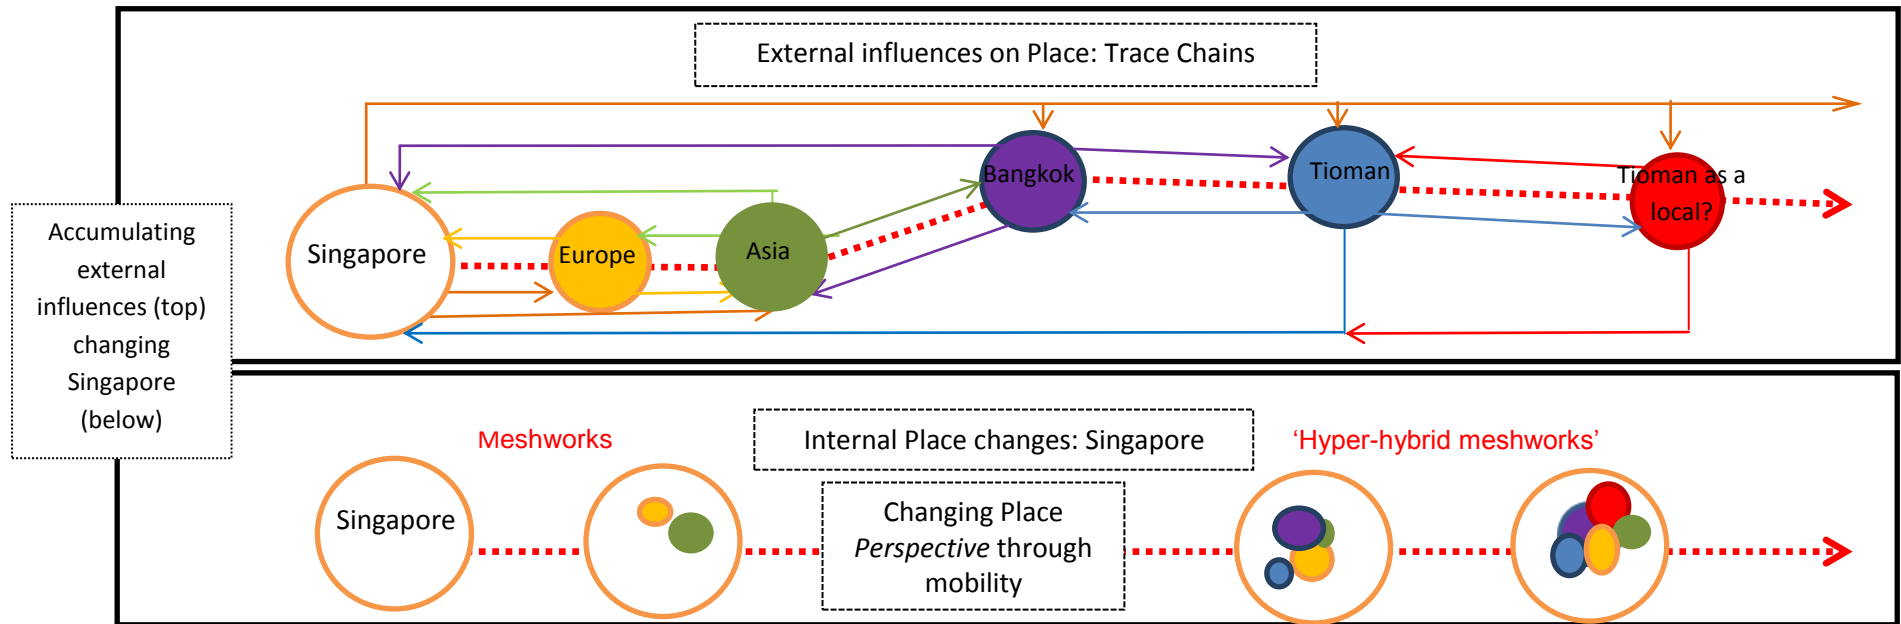 External influences on Place: Trace Chains
Singapore
Europe
Asia
Bangkok
Tioman
Tioman as a
local?
Accumulating
external
influences (top)
changing
Singapore
(below)
Meshworks
Internal Place changes: Singapore
'Hyper-hybrid meshworks'
Singapore
Changing Place
Perspective through
mobility